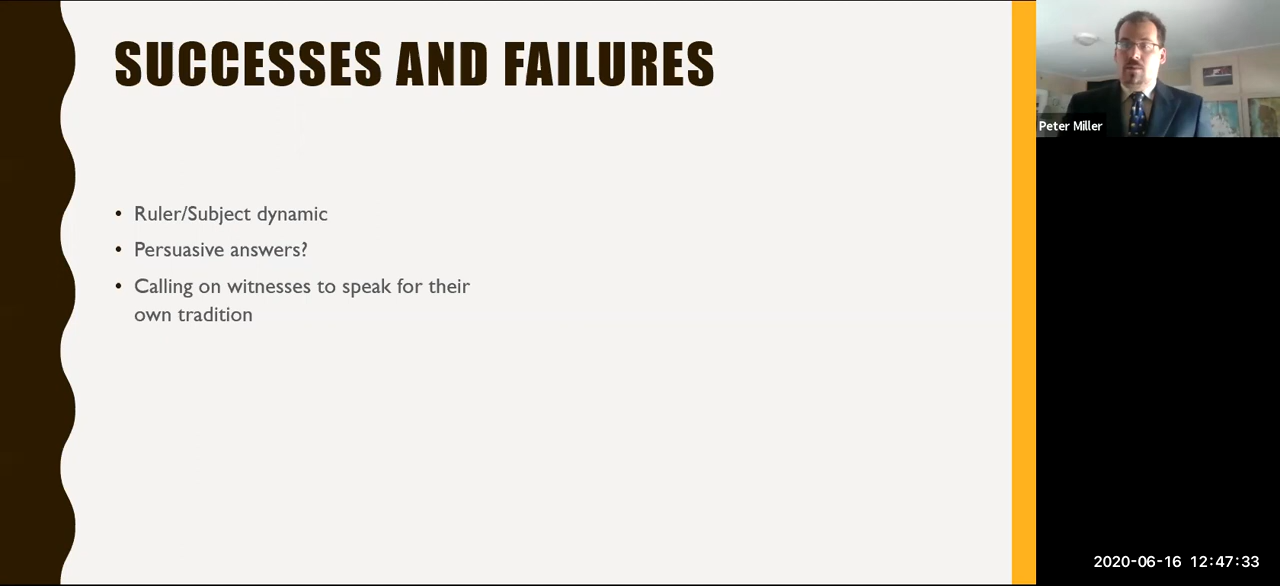 SUCCESSES AND FAILURES
• Ruler/Subject dynamic
• Persuasive answers?
• Calling on witnesses to speak for their
own tradition
Peter Miller
2020-06-16 12:47:33